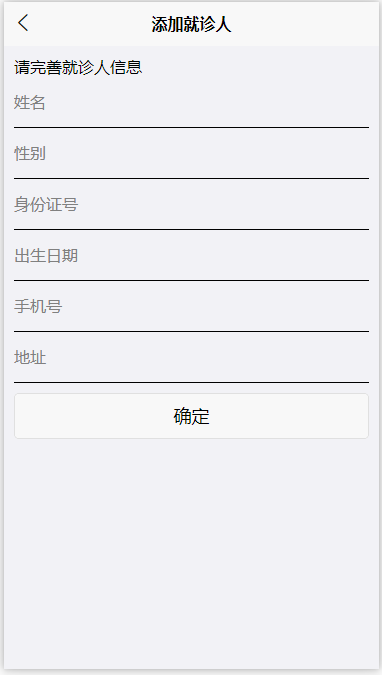 添加就诊人
请完善就诊人信息
姓名
性别
身份证号
出生日期
手机号
地址
确定